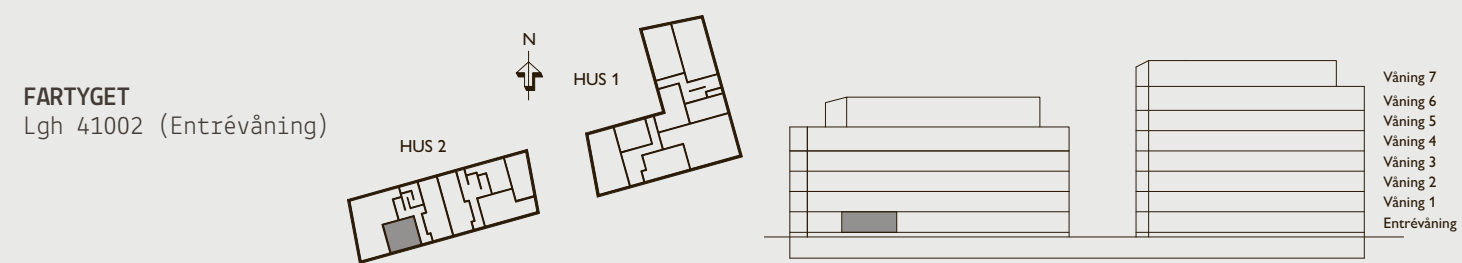 FARTYGET
Lgh 41002 (Entrévåning)
N
HUS 1
HUS 2
Våning 7
Våning 6
Våning 5
Våning 4
Våning 3
Våning 2
Våning 1
Entrévåning